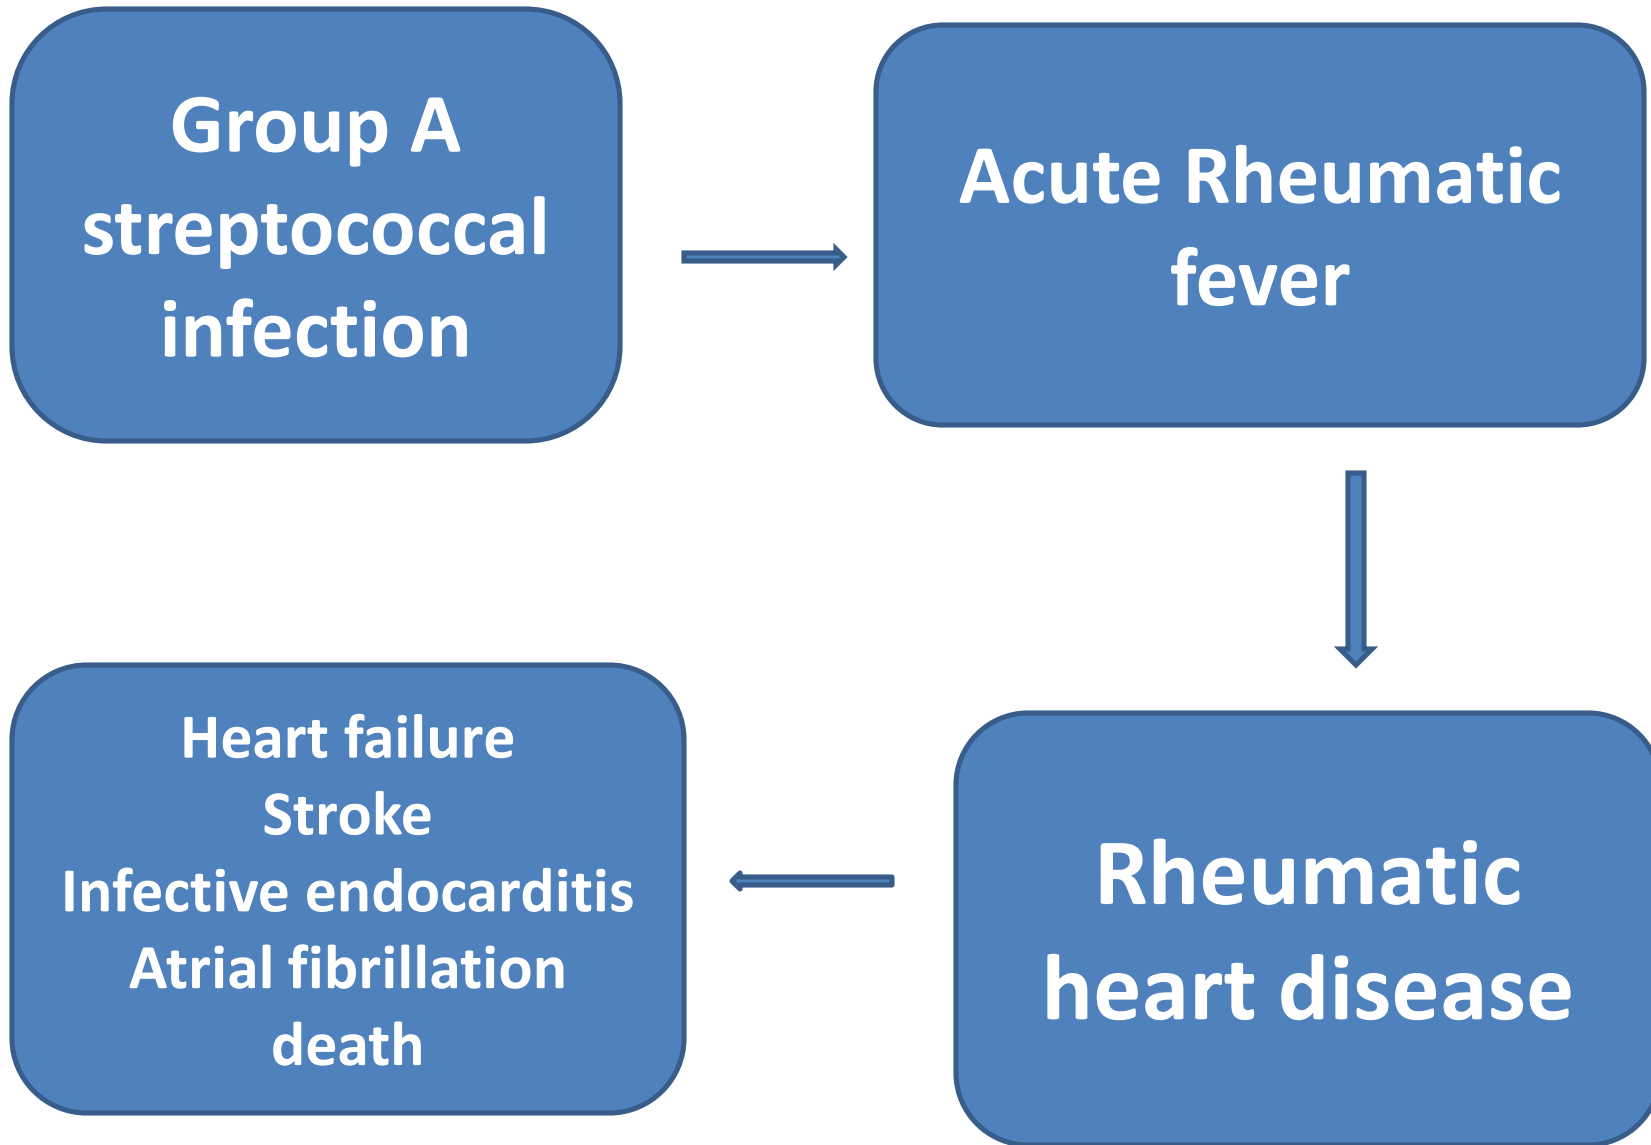 Group A
streptococcal
infection
Acute Rheumatic
fever
Rheumatic
heart disease
Heart failure
Stroke
Infective endocarditis
Atrial fibrillation
death